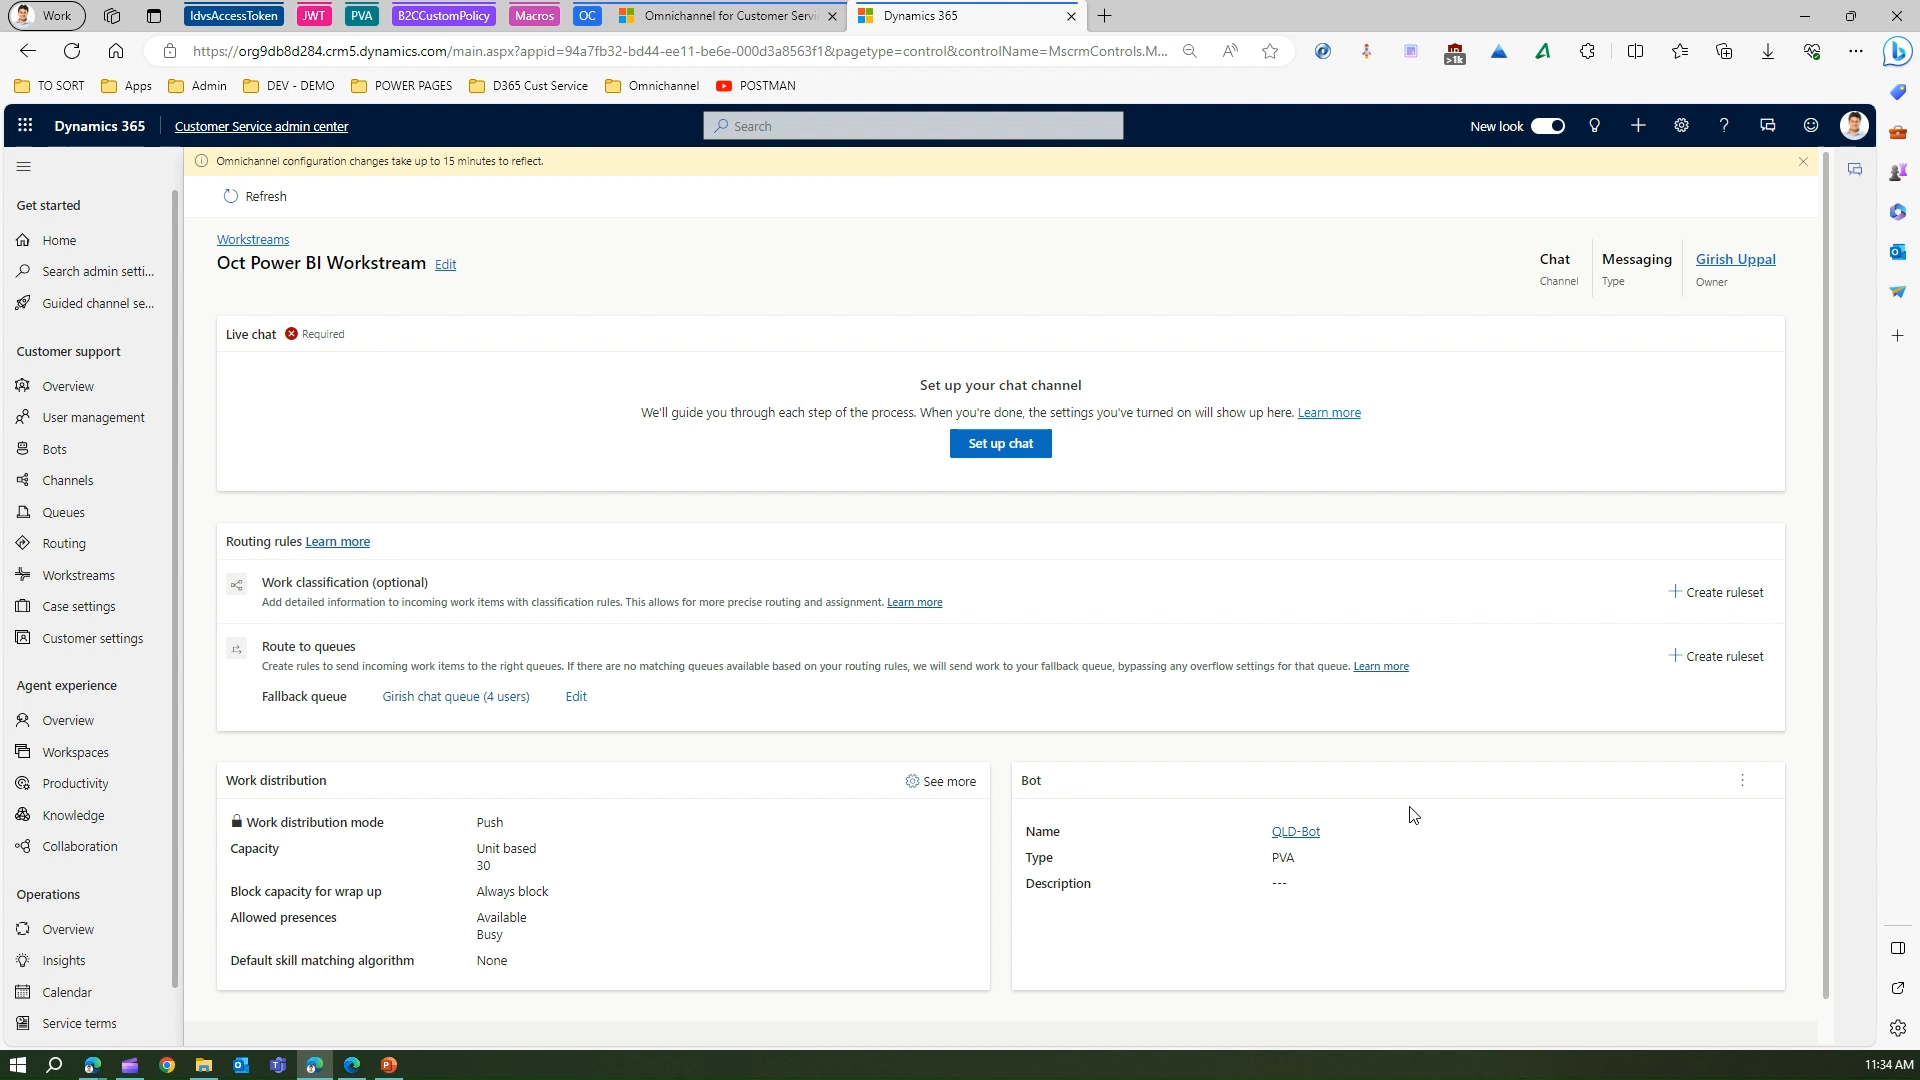 Work
IdvsAccessToken
JWT
PVA
B2CCustomPolicy
Macros
OC
Omnichannel for Customer Servi
Dynamics 365
https://org9db8d284.crm5.dynamics.com/main.aspx?appid=94a7fb32-bd44-ee11-be6e-000d3a8563f1&pagetype=control&controlName=MscrmControls.M...
>1k
TO SORT
Apps
Admin
DEV - DEMO
POWER PAGES
D365 Cust Service
Omnichannel
POSTMAN
Dynamics 365
Customer Service admin center
Search
New look
Omnichannel configuration changes take up to 15 minutes to reflect.
Refresh
Get started
Home
Search admin setti...
Guided channel se...
Customer support
Overview
User management
Bots
Channels
Queues
Routing
Workstreams
Case settings
Customer settings
Agent experience
Overview
Workspaces
Productivity
Knowledge
Collaboration
Operations
Overview
Insights
Calendar
Service terms
Workstreams
Oct Power BI Workstream Edit
Chat
Channel
Messaging
Type
Girish Uppal
Owner
Live chat Required
Set up your chat channel
We'll guide you through each step of the process. When you're done, the settings you've turned on will show up here. Learn more
Set up chat
Routing rules Learn more
Work classification (optional)
Add detailed information to incoming work items with classification rules. This allows for more precise routing and assignment. Learn more
Create ruleset
Route to queues
Create rules to send incoming work items to the right queues. If there are no matching queues available based on your routing rules, we will send work to your fallback queue, bypassing any overflow settings for that queue. Learn more
Create ruleset
Fallback queue Girish chat queue (4 users) Edit
Work distribution See more
Work distribution mode Push
Capacity Unit based
30
Block capacity for wrap up Always block
Allowed presences Available
Busy
Default skill matching algorithm None
Bot
Name QLD-Bot
Type PVA
Description ---
11:34 AM